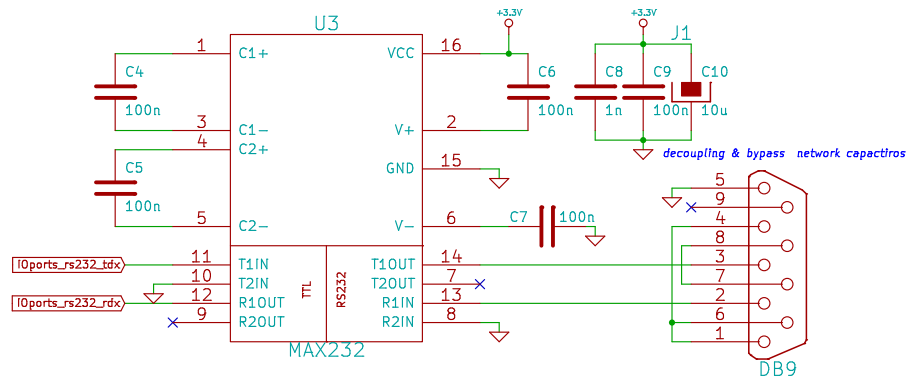 +3.3V
+3.3V
U3
J1
1
C1+
VCC
16
C4
100n
C6
100n
C8
1n
C9
100n
C10
10u
3
C1-
V+
2
4
C2+
decoupling & bypass network capactiros
C5
100n
GND
15
5
C2-
V-
6
C7
100n
5
9
4
8
3
7
2
6
1
iOports_rs232_tdx
11
T1IN
T1OUT
14
10
T2IN
T2OUT
7
TTL
RS232
iOports_rs232_rdx
12
R1OUT
R1IN
13
9
R2OUT
R2IN
8
MAX232
DB9